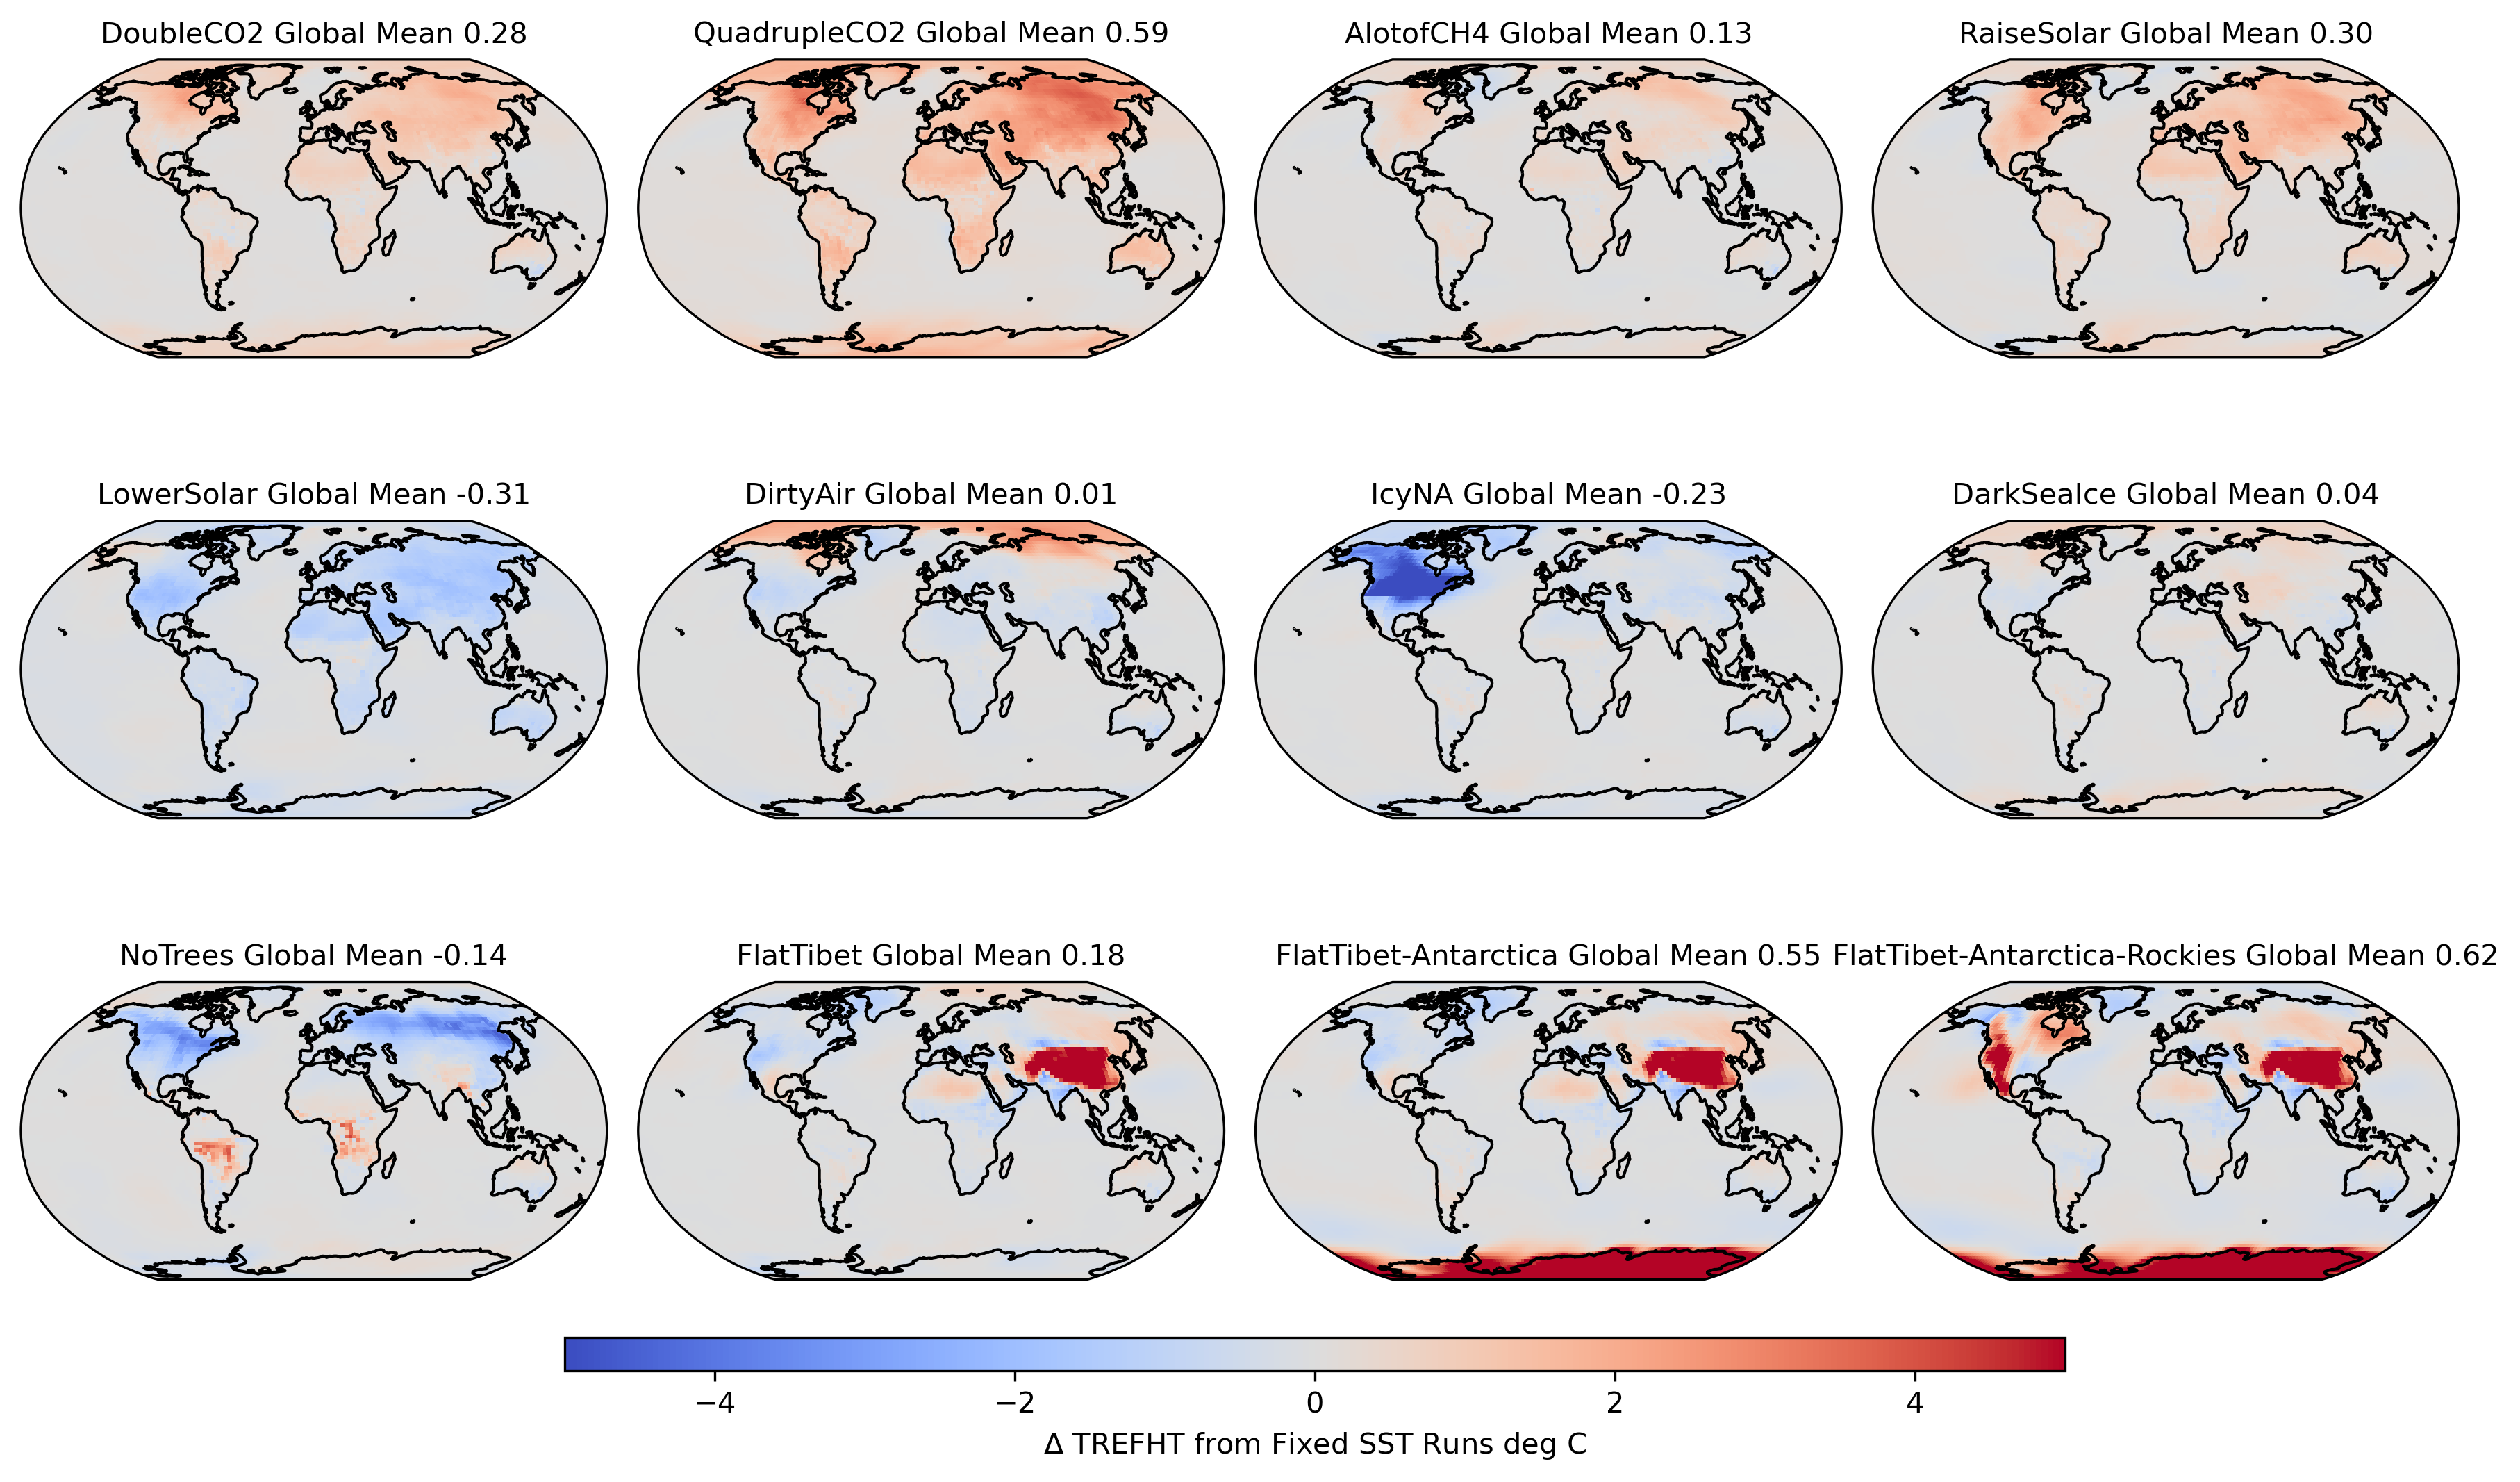 DoubleCO2 Global Mean 0.28
QuadrupleCO2 Global Mean 0.59
AlotofCH4 Global Mean 0.13
RaiseSolar Global Mean 0.30
LowerSolar Global Mean -0.31
DirtyAir Global Mean 0.01
IcyNA Global Mean -0.23
DarkSeaIce Global Mean 0.04
NoTrees Global Mean -0.14
FlatTibet Global Mean 0.18
FlatTibet-Antarctica Global Mean 0.55
FlatTibet-Antarctica-Rockies Global Mean 0.62
−4 −2 0 2 4
Δ TREFHT from Fixed SST Runs deg C